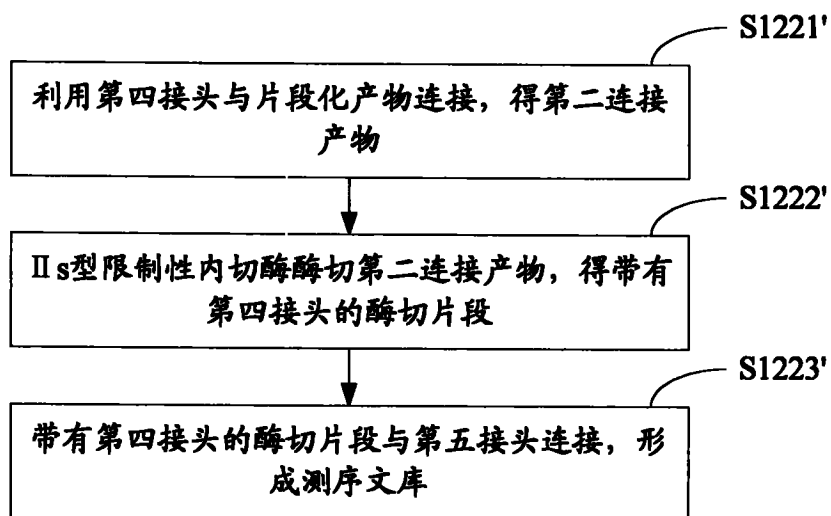 S1221'
利用第四接头与片段化产物连接，得第二连接
产物
S1222'
Ⅱs型限制性内切酶酶切第二连接产物，得带有
第四接头的酶切片段
S1223'
带有第四接头的酶切片段与第五接头连接，形
成测序文库